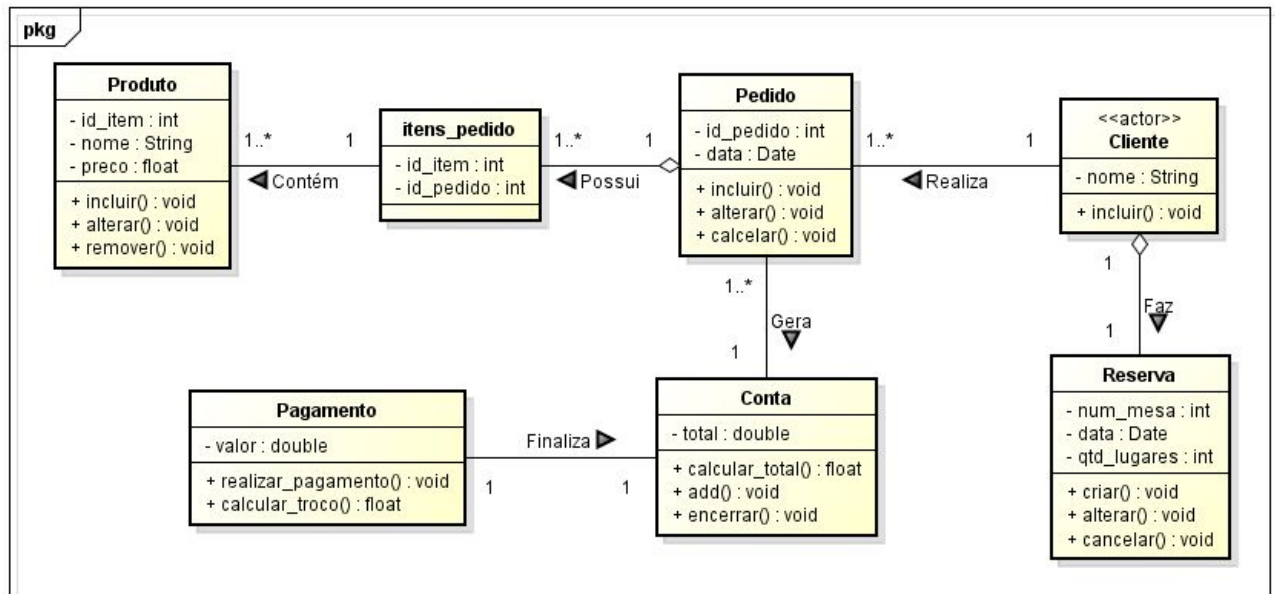 pkg
Produto
- id_item : int
- nome : String
- preco : float
+ incluir() : void
+ alterar() : void
+ remover() : void
1..*
1
Contém
itens_pedido
- id_item : int
- id_pedido : int
1..*
1
Possui
Pedido
- id_pedido : int
- data : Date
+ incluir() : void
+ alterar() : void
+ calcelar() : void
1..*
1
Realiza
<<actor>>
Cliente
- nome : String
+ incluir() : void
1..*
Gera
1
1
Faz
1
Pagamento
- valor : double
+ realizar_pagamento() : void
+ calcular_troco() : float
Finaliza
1
1
Conta
- total : double
+ calcular_total() : float
+ add() : void
+ encerrar() : void
Reserva
- num_mesa : int
- data : Date
- qtd_lugares : int
+ criar() : void
+ alterar() : void
+ cancelar() : void